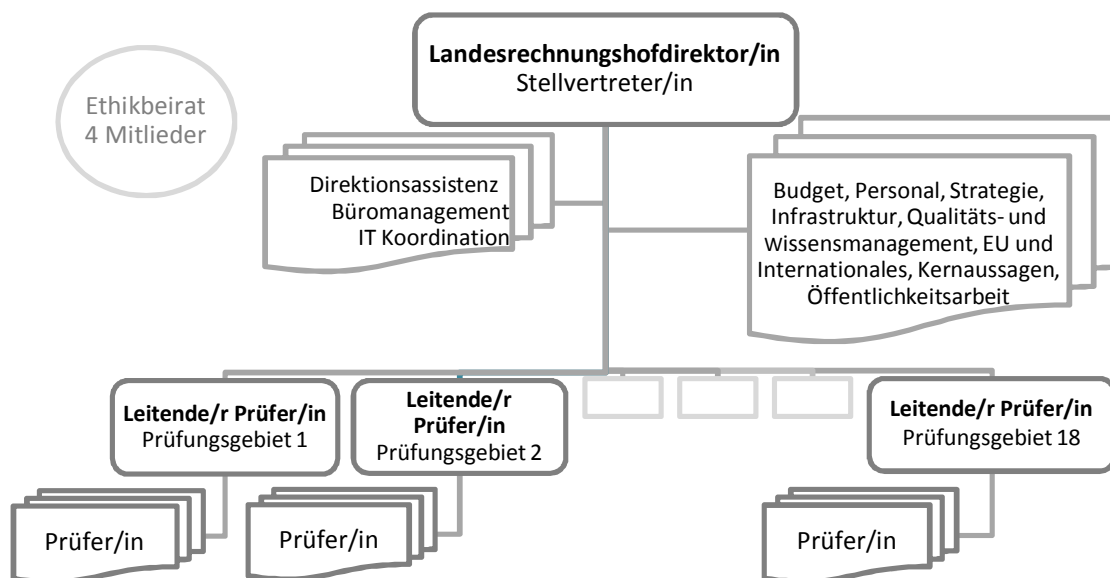 Landesrechnungshofdirektor/in
Stellvertreter/in
Ethikbeirat
4 Mitlieder
Direktionsassistenz
Büromanagement
IT Koordination
Budget, Personal, Strategie,
Infrastruktur, Qualitäts- und
wissensmanagement, EU und
Internationales, Kernaussagen,
Öffentlichkeitsarbeit
Leitende/r Prüfer/in
Prüfungsgebiet 1
Leitende/r
Prüfer/in
Prüfungsgebiet 2
Leitende/r Prüfer/in
Prüfungsgebiet 18
Prüfer/in
Prüfer/in
Prüfer/in